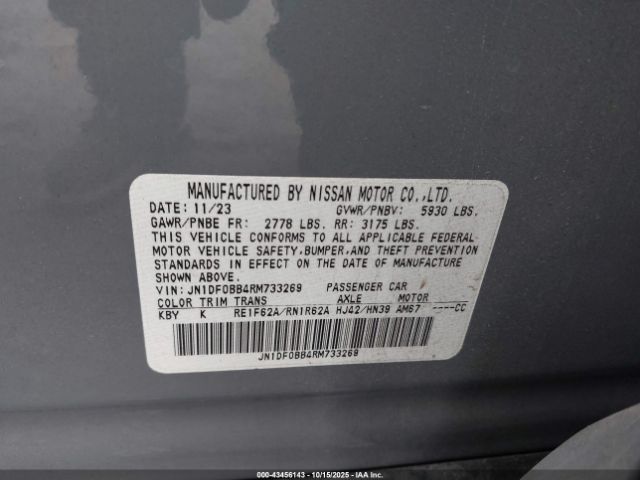 MANUFACTURED BY NISSAN MOTOR CO.,LTD.
DATE: 11/23 GVWR/PNBV: 5930 LBS.
GAWR/PNBE FR: 2778 LBS. RR: 3175 LBS.
THIS VEHICLE CONFORMS TO ALL APPLICABLE FEDERAL
MOTOR VEHICLE SAFETY, BUMPER, AND THEFT PREVENTION
STANDARDS IN EFFECT ON THE DATE OF MANUFACTURE
SHOWN ABOVE.
VIN: JN1DF0BB4RM733269 PASSENGER CAR
COLOR TRIM TRANS AXLE MOTOR
KBY K RE1F62A/RN1R62A HJ42/HN39 AM67 ----CC
JN1DF0BB4RM733269
000-43456143 - 10/15/2025 - Copyright © IAA, LLC